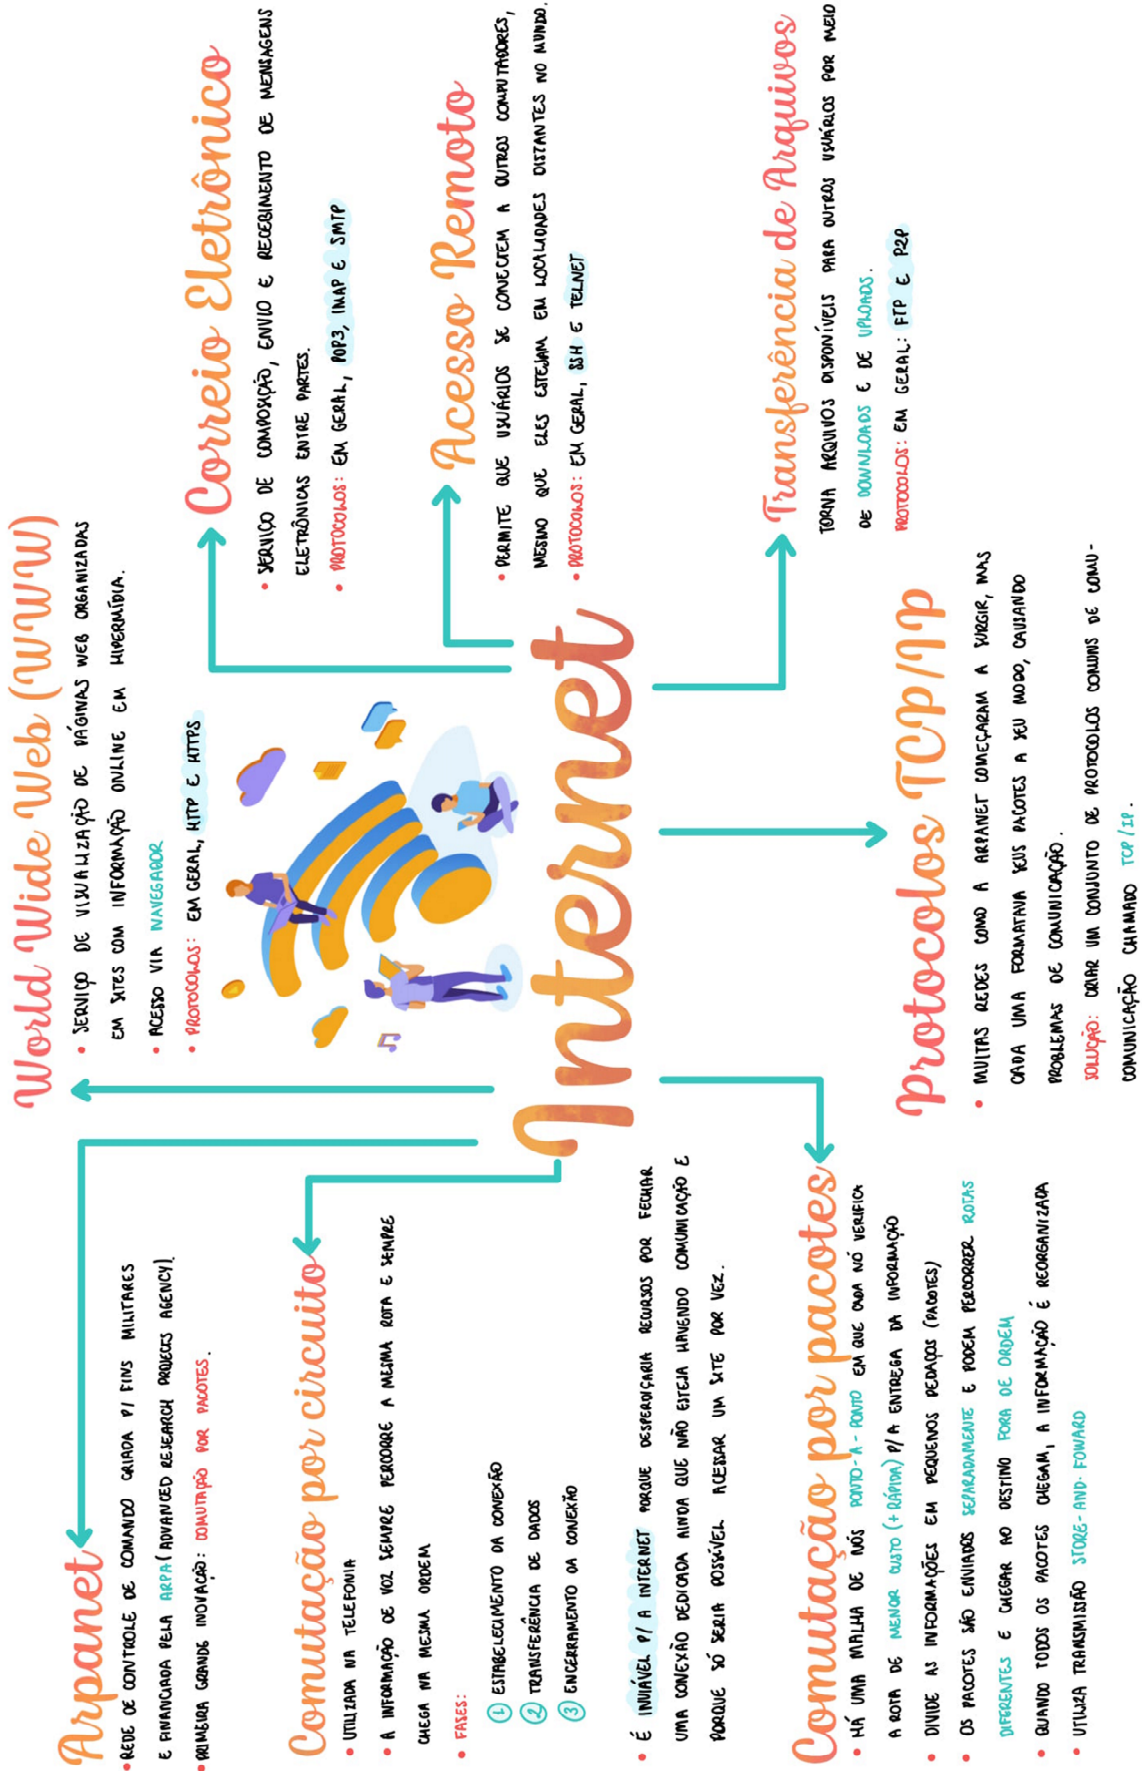 Arpanet
• REDE DE CONTROLE DE COMANDO CRIADA P/ FINS MILITARES
E FINANCIADA PELA ARPA (ADVANCED RESEARCH PROJECTS AGENCY).
• PRIMEIRA GRANDE INOVAÇÃO: COMUTAÇÃO POR PACOTES.
World Wide Web (WWW)
• SERVIÇO DE VISUALIZAÇÃO DE PÁGINAS WEB ORGANIZADAS
EM SITES COM INFORMAÇÃO ONLINE EM HIPERMÍDIA.
• ACESSO VIA NAVEGADOR
• PROTOCOLOS: EM GERAL, HTTP E HTTPS
Correio Eletrônico
• SERVIÇO DE COMPOSIÇÃO, ENVIO E RECEBIMENTO DE MENSAGENS
ELETRÔNICAS ENTRE PARTES.
• PROTOCOLOS: EM GERAL, POP3, IMAP E SMTP
Comutação por circuito
• UTILIZADA NA TELEFONIA
• A INFORMAÇÃO DE VOZ SEMPRE PERCORRE A MESMA ROTA E SEMPRE
CHEGA NA MESMA ORDEM
• FASES:
1 ESTABELECIMENTO DA CONEXÃO
2 TRANSFERÊNCIA DE DADOS
3 ENCERRAMENTO DA CONEXÃO
• É INVIÁVEL P/ A INTERNET PORQUE DESPERDIÇARIA RECURSOS POR FECHAR
UMA CONEXÃO DEDICADA AINDA QUE NÃO ESTEJA HAVENDO COMUNICAÇÃO E
PORQUE SÓ SERIA POSSÍVEL ACESSAR UM SITE POR VEZ.
Internet
Acesso Remoto
• PERMITE QUE USUÁRIOS SE CONECTEM A OUTROS COMPUTADORES,
MESMO QUE ELES ESTEJAM EM LOCALIDADES DISTANTES NO MUNDO.
• PROTOCOLOS: EM GERAL, SSH E TELNET
Transferência de Arquivos
TORNA ARQUIVOS DISPONÍVEIS PARA OUTROS USUÁRIOS POR MEIO
DE DOWNLOADS E DE UPLOADS.
PROTOCOLOS: EM GERAL: FTP E P2P
Comutação por pacotes
• HÁ UMA MALHA DE NÓS PONTO-A-PONTO EM QUE CADA NÓ VERIFICA
A ROTA DE MENOR CUSTO (+ RÁPIDA) P/ A ENTREGA DA INFORMAÇÃO
• DIVIDE AS INFORMAÇÕES EM PEQUENOS PEDAÇOS (PACOTES)
• OS PACOTES SÃO ENVIADOS SEPARADAMENTE E PODEM PERCORRER ROTAS
DIFERENTES E CHEGAR AO DESTINO FORA DE ORDEM
• QUANDO TODOS OS PACOTES CHEGAM, A INFORMAÇÃO É REORGANIZADA
• UTILIZA TRANSMISSÃO STORE-AND-FOWARD
Protocolos TCP/IP
• MUITAS REDES COMO A ARPANET COMEÇARAM A SURGIR, MAS
CADA UMA FORMATAVA SEUS PACOTES A SEU MODO, CAUSANDO
PROBLEMAS DE COMUNICAÇÃO.
SOLUÇÃO: CRIAR UM CONJUNTO DE PROTOCOLOS COMUNS DE COMU-
COMUNICAÇÃO CHAMADO TCP/IP.